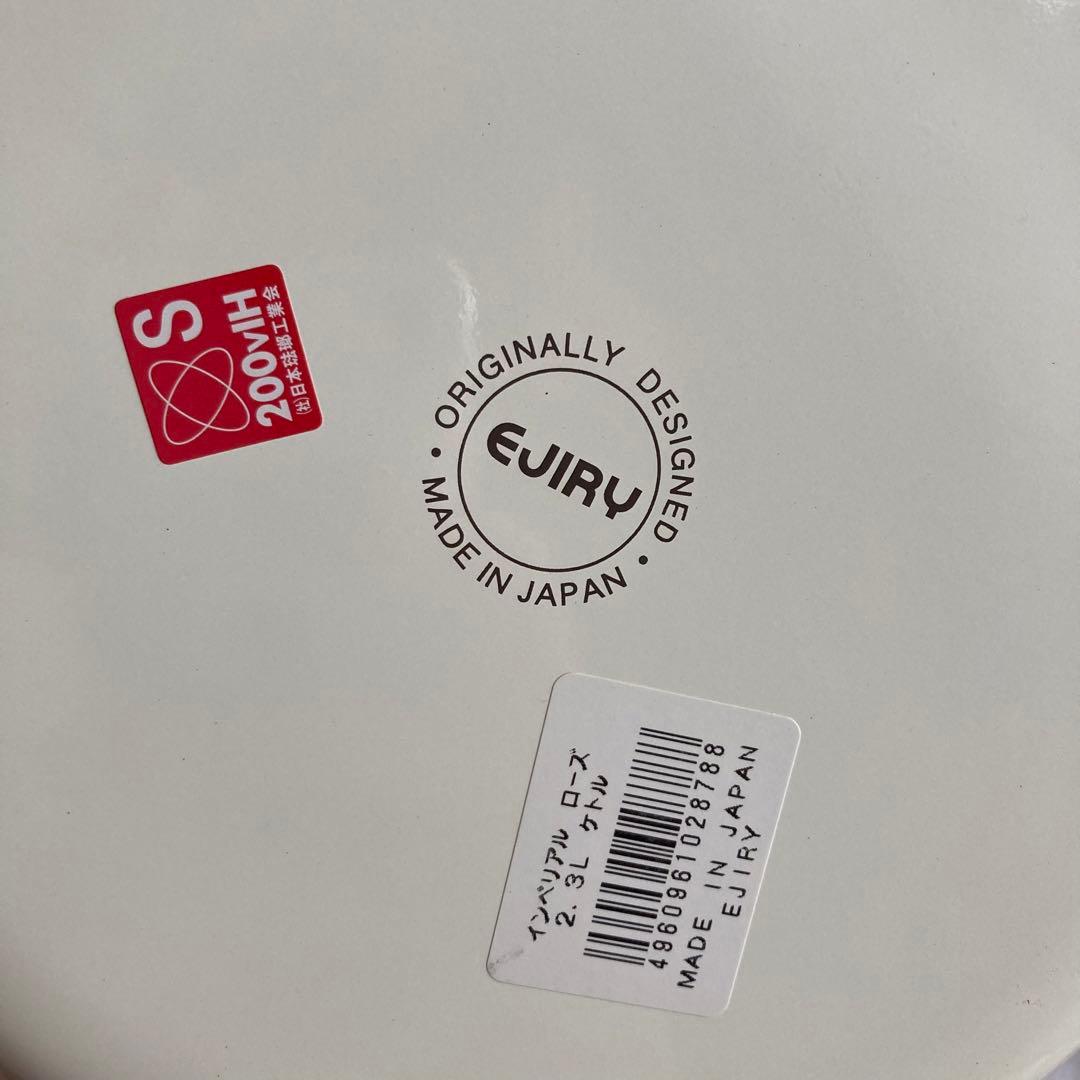 S
200VIH
(社)日本琺瑯工業会
ORIGINALLY DESIGNED
EJIRY
MADE IN JAPAN
インペリアル ローズ
2.3L ケトル
4960961028788
MADE IN JAPAN
EJIRY